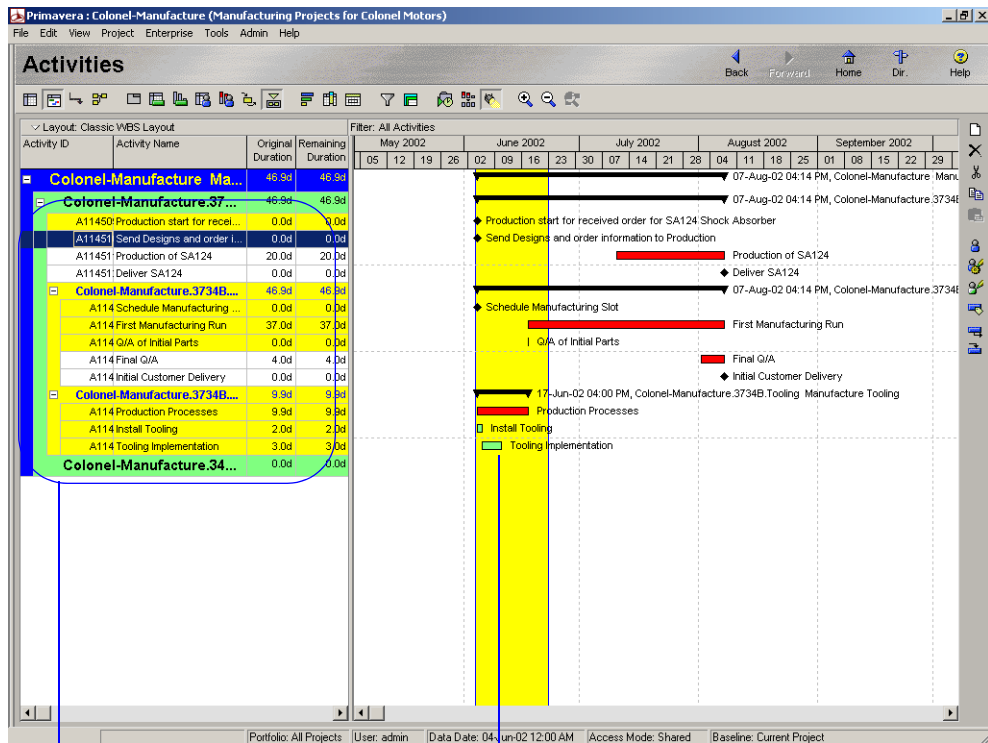 Primavera : Colonel-Manufacture (Manufacturing Projects for Colonel Motors)
File Edit View Project Enterprise Tools Admin Help
Activities
Back Forward Home Dir. Help
Layout: Classic WBS Layout Filter: All Activities
Activity ID Activity Name Original Duration Remaining Duration
May 2002 June 2002 July 2002 August 2002 September 2002
05 12 19 26 02 09 16 23 30 07 14 21 28 04 11 18 25 01 08 15 22 29
Colonel-Manufacture Ma... 46.9d 46.9d 07-Aug-02 04:14 PM, Colonel-Manufacture Manu
Colonel-Manufacture.37... 46.9d 46.9d 07-Aug-02 04:14 PM, Colonel-Manufacture.3734B
A11450 Production start for recei... 0.0d 0.0d Production start for received order for SA124 Shock Absorber
A11451 Send Designs and order i... 0.0d 0.0d Send Designs and order information to Production
A11451 Production of SA124 20.0d 20.0d Production of SA124
A11451 Deliver SA124 0.0d 0.0d Deliver SA124
Colonel-Manufacture.3734B.... 46.9d 46.9d 07-Aug-02 04:14 PM, Colonel-Manufacture.3734B
A114 Schedule Manufacturing ... 0.0d 0.0d Schedule Manufacturing Slot
A114 First Manufacturing Run 37.0d 37.0d First Manufacturing Run
A114 Q/A of Initial Parts 0.0d 0.0d Q/A of Initial Parts
A114 Final Q/A 4.0d 4.0d Final Q/A
A114 Initial Customer Delivery 0.0d 0.0d Initial Customer Delivery
Colonel-Manufacture.3734B.... 9.9d 9.9d 17-Jun-02 04:00 PM, Colonel-Manufacture.3734B.Tooling Manufacture Tooling
A114 Production Processes 9.9d 9.9d Production Processes
A114 Install Tooling 2.0d 2.0d Install Tooling
A114 Tooling Implementation 3.0d 3.0d Tooling Implementation
Colonel-Manufacture.34... 0.0d 0.0d
Portfolio: All Projects User: admin Data Date: 04-Jun-02 12:00 AM Access Mode: Shared Baseline: Current Project